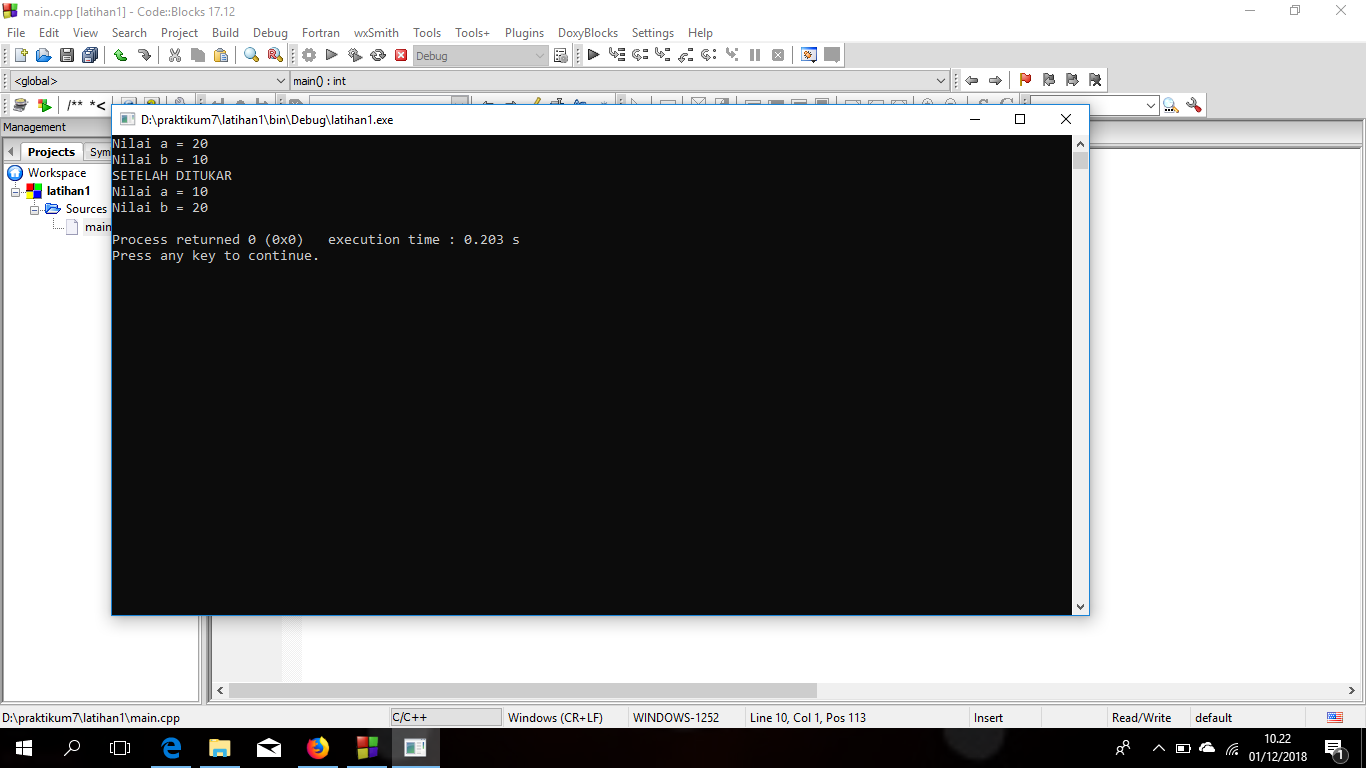 main.cpp [latihan1] - Code::Blocks 17.12
File Edit View Search Project Build Debug Fortran wxSmith Tools Tools+ Plugins DoxyBlocks Settings Help
Debug
<global> main() : int
/** *<
Management
D:\praktikum7\latihan1\bin\Debug\latihan1.exe
Projects Sym
Workspace
latihan1
Sources
main
Nilai a = 20
Nilai b = 10
SETELAH DITUKAR
Nilai a = 10
Nilai b = 20
Process returned 0 (0x0)   execution time : 0.203 s
Press any key to continue.
D:\praktikum7\latihan1\main.cpp C/C++ Windows (CR+LF) WINDOWS-1252 Line 10, Col 1, Pos 113 Insert Read/Write default
10.22
01/12/2018
1